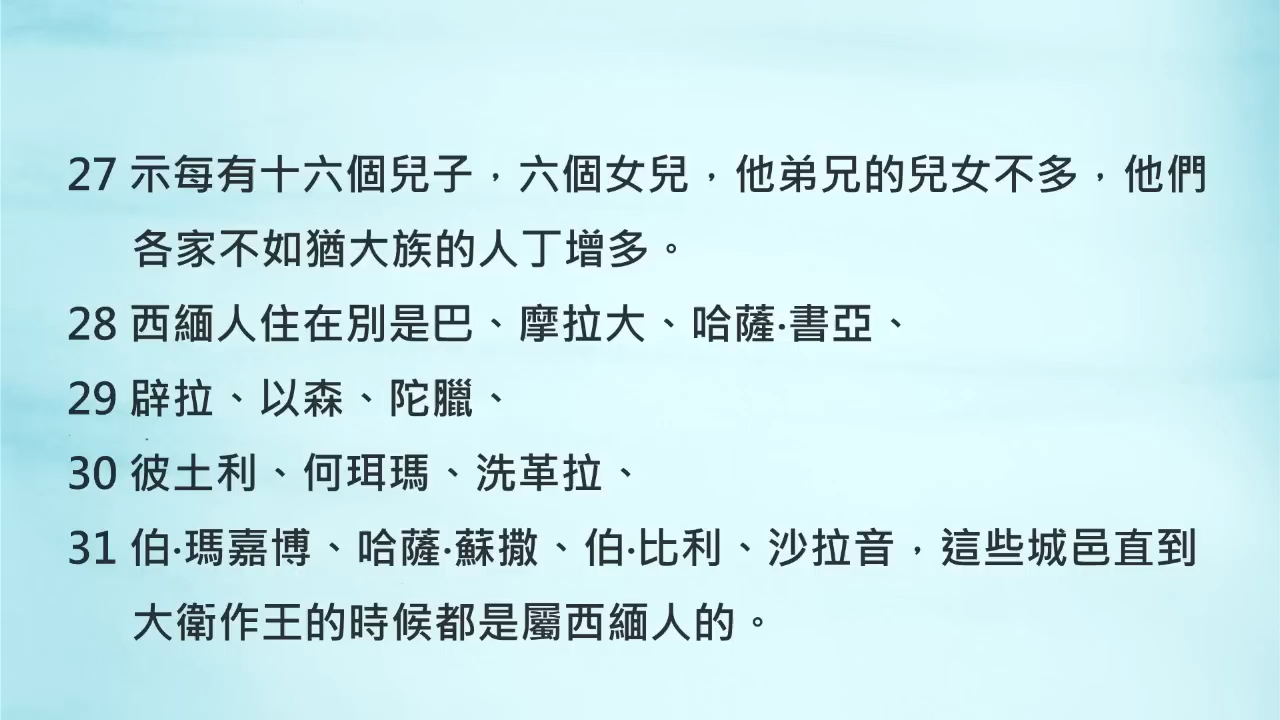 27 示每有十六個兒子，六個女兒，他弟兄的兒女不多，他們
各家不如猶大族的人丁增多。
28 西緬人住在別是巴、摩拉大、哈薩·書亞、
29 辟拉、以森、陀臘、
30 彼土利、何珥瑪、洗革拉、
31 伯·瑪嘉博、哈薩·蘇撒、伯·比利、沙拉音，這些城邑直到
大衛作王的時候都是屬西緬人的。